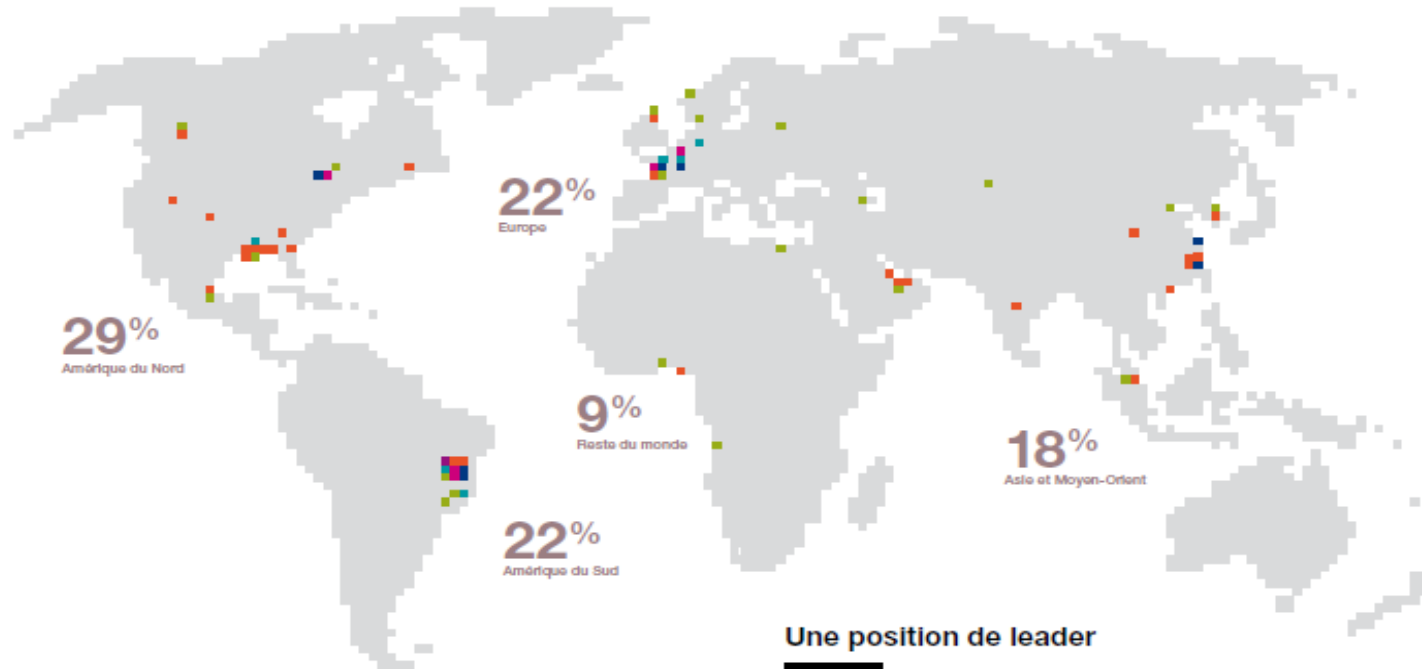 22%
Europe
29%
Amérique du Nord
9%
Reste du monde
18%
Asie et Moyen-Orient
22%
Amérique du Sud
Une position de leader